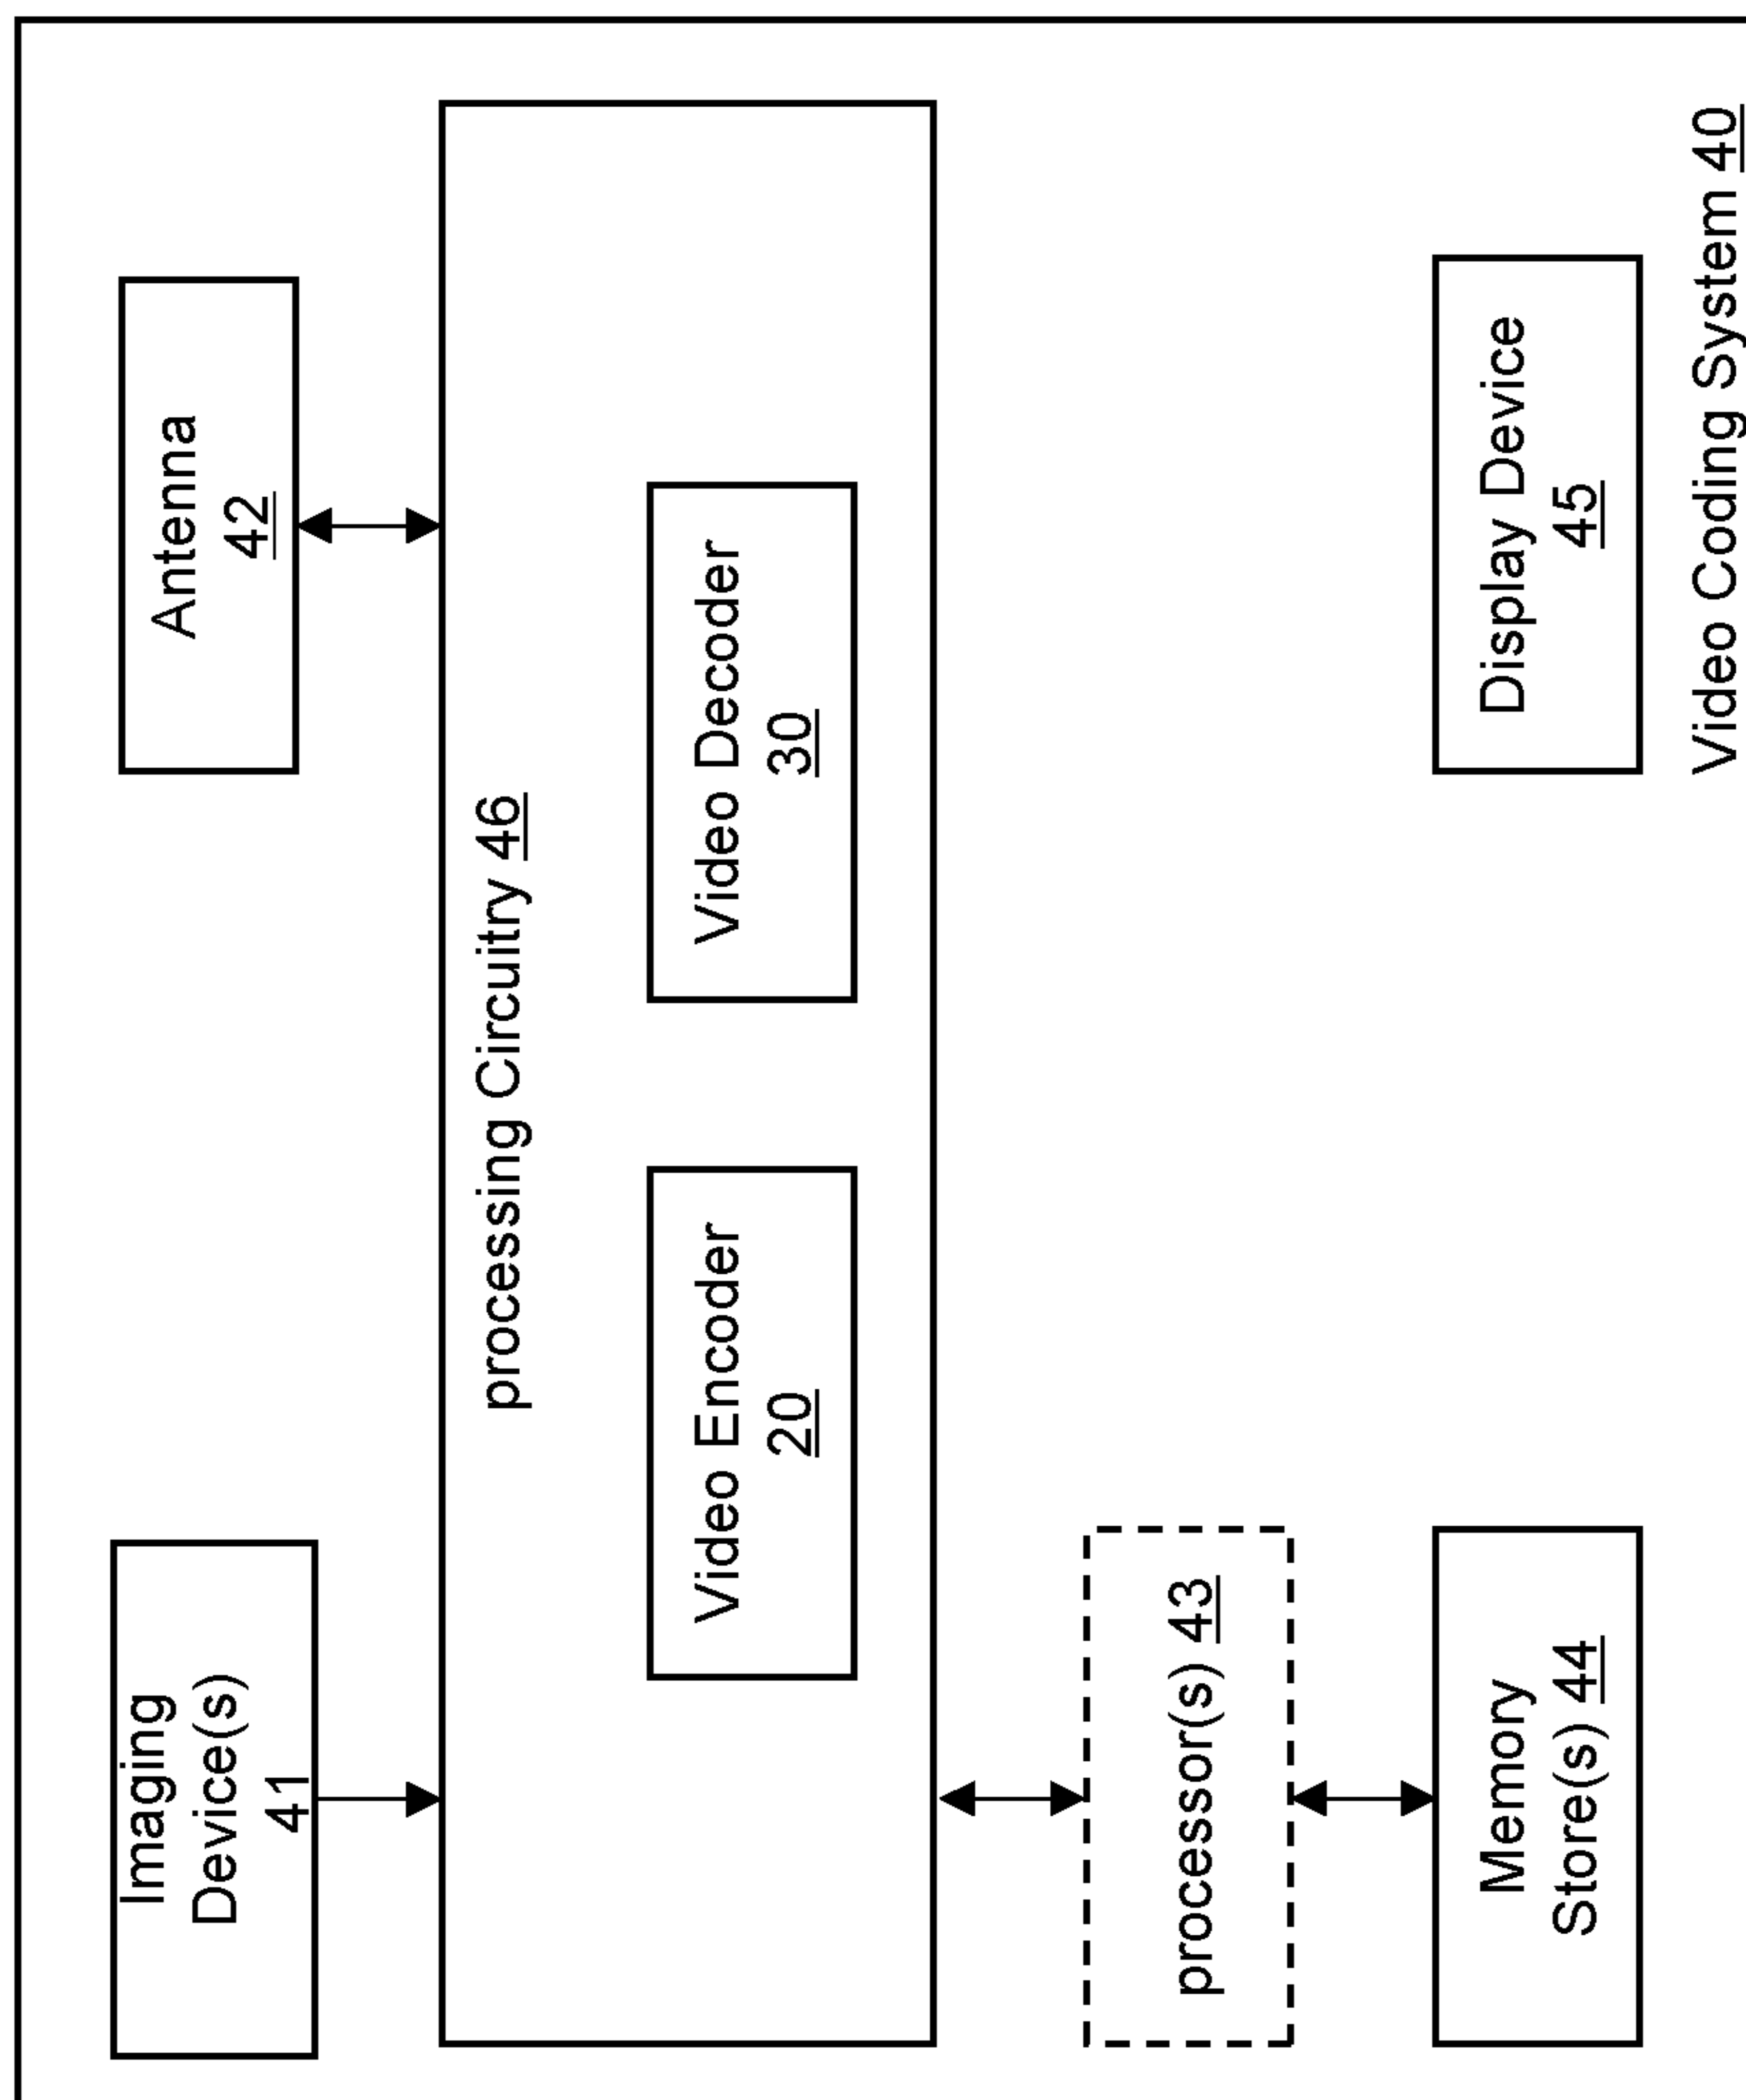 Imaging
Device(s)
41
Antenna
42
processing Circuitry 46
Video Encoder
20
Video Decoder
30
processor(s) 43
Memory
Store(s) 44
Display Device
45
Video Coding System 40